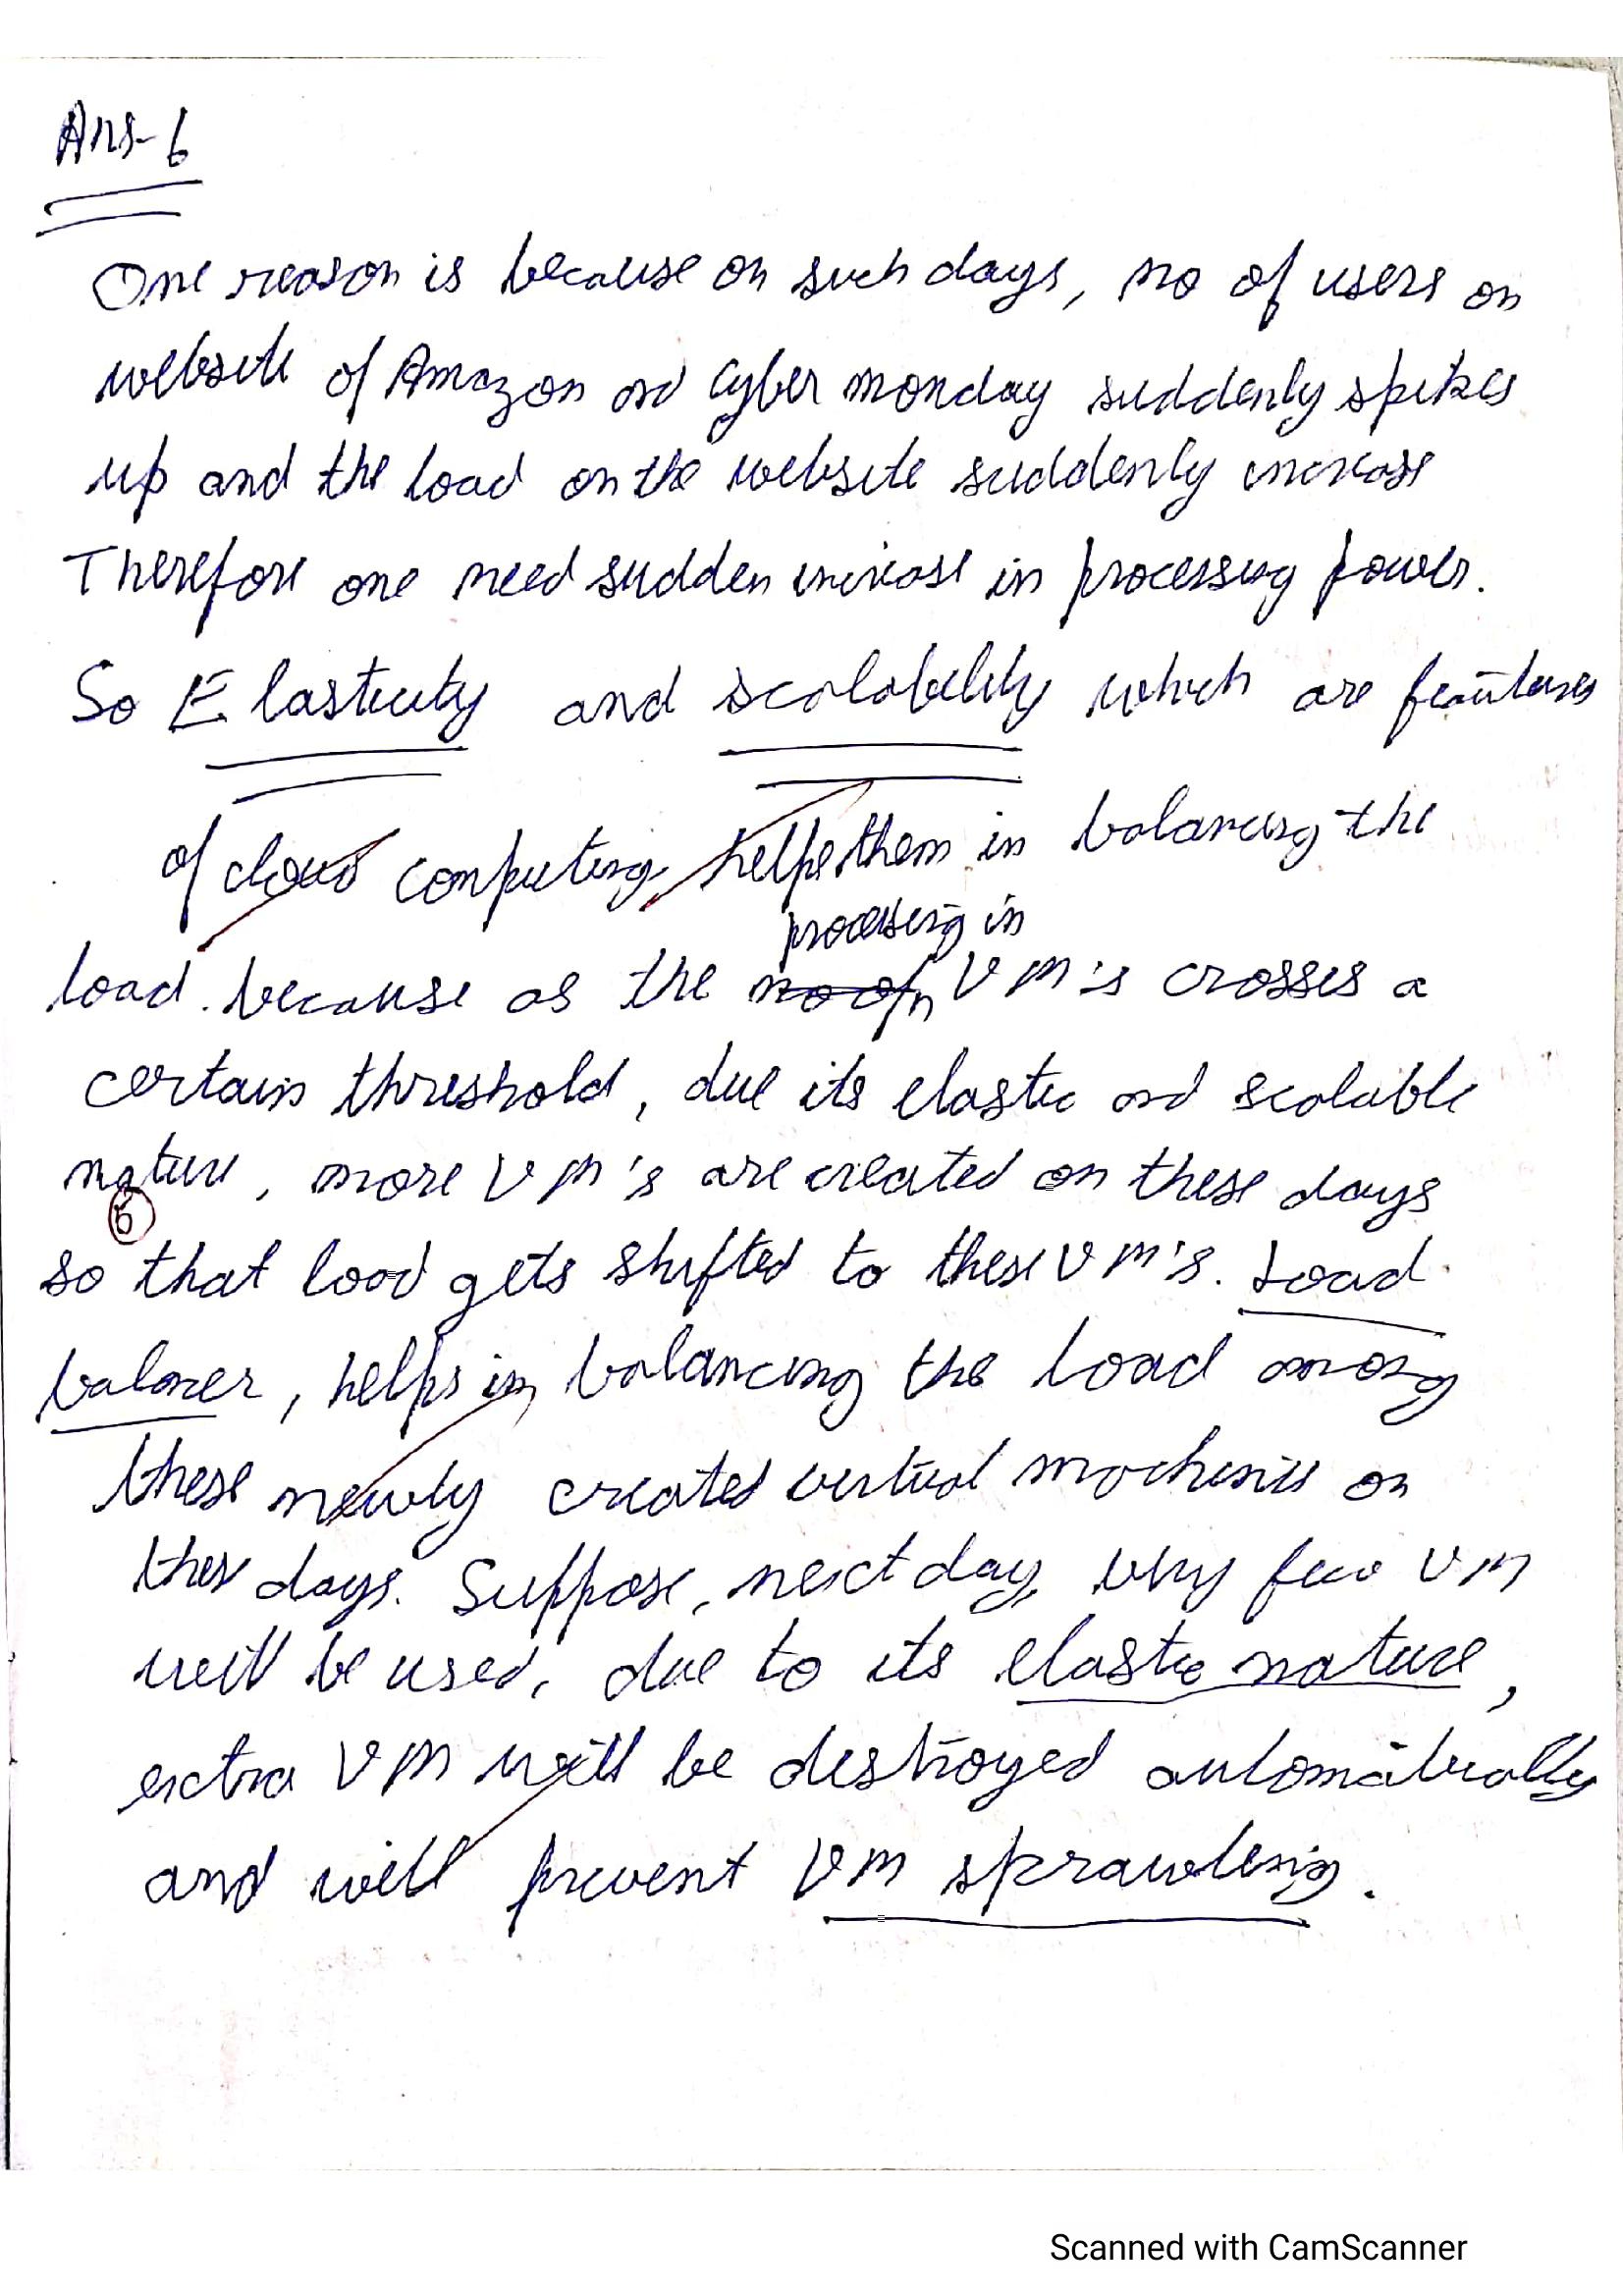 Ans-6
One reason is because on such days, no of users on
website of Amazon and Cyber monday suddenly spikes
up and the load on the website suddenly increase
Therefore one need sudden increase in processing power.
So Elasticity and scalability which are features
of cloud computing, helps them in balancing the
processing in
load. because as the no of VM's crosses a
certain threshold, due its elastic and scalable
nature, more VM's are created on these days
5
so that load gets shifted to these VM's. Load
balancer, helps in balancing the load among
these newly created virtual machines on
these days. Suppose, next day, very few VM
will be used, due to its elastic nature,
extra VM will be destroyed automatically
and will prevent VM sprawling.
Scanned with CamScanner